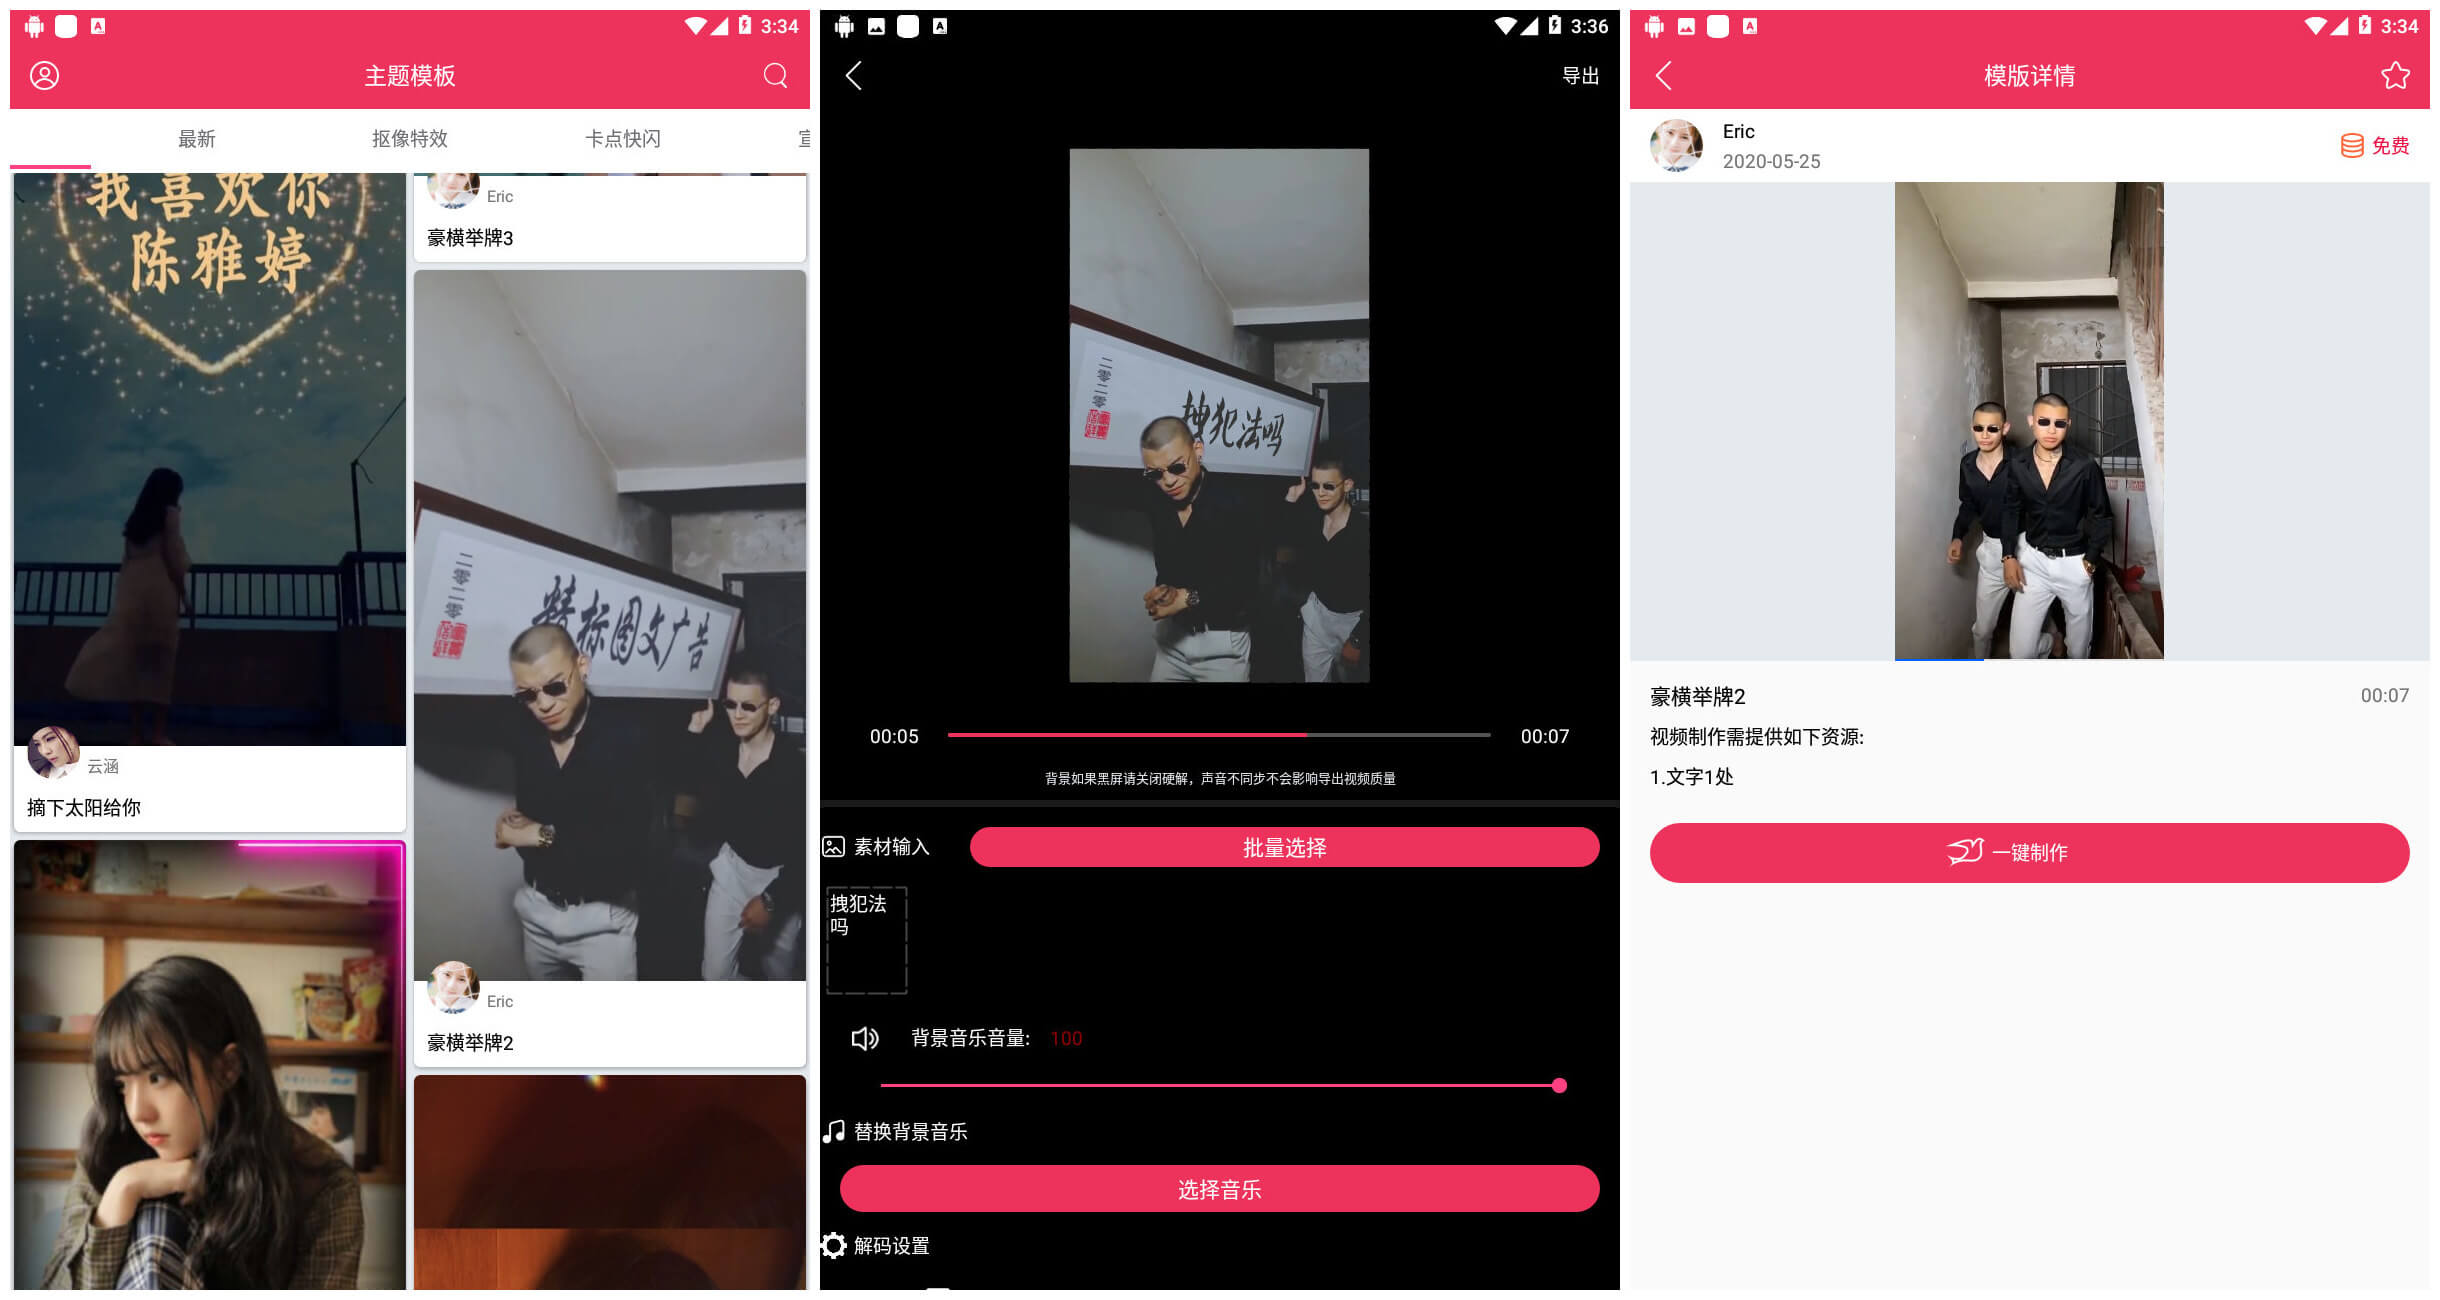 3:34
主题模板
最新
抠像特效
卡点快闪
我喜欢你
陈雅婷
云涵
摘下太阳给你
Eric
豪横举牌3
二零二零
精标图文广告
Eric
豪横举牌2
3:36
导出
二零二零
拽犯法吗
00:05
00:07
背景如果黑屏请关闭硬解，声音不同步不会影响导出视频质量
素材输入
批量选择
拽犯法
吗
背景音乐音量:
100
替换背景音乐
选择音乐
解码设置
3:34
模版详情
Eric
2020-05-25
免费
豪横举牌2
00:07
视频制作需提供如下资源:
1.文字1处
一键制作